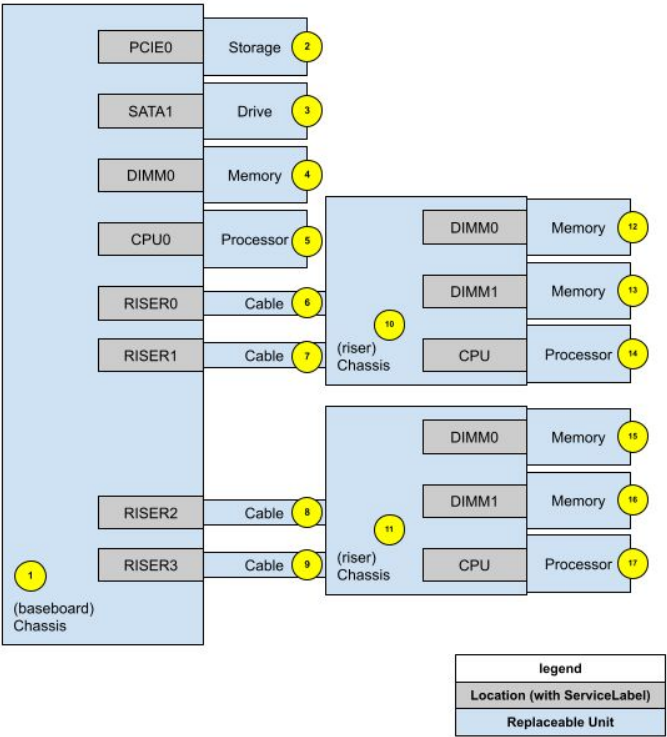 PCIE0 Storage 2
SATA1 Drive 3
DIMM0 Memory 4
CPU0 Processor 5
RISER0 Cable 6
RISER1 Cable 7
DIMM0 Memory 12
DIMM1 Memory 13
10
(riser)
Chassis
CPU Processor 14
RISER2 Cable 8
RISER3 Cable 9
DIMM0 Memory 15
DIMM1 Memory 16
11
(riser)
Chassis
CPU Processor 17
1
(baseboard)
Chassis
legend
Location (with ServiceLabel)
Replaceable Unit